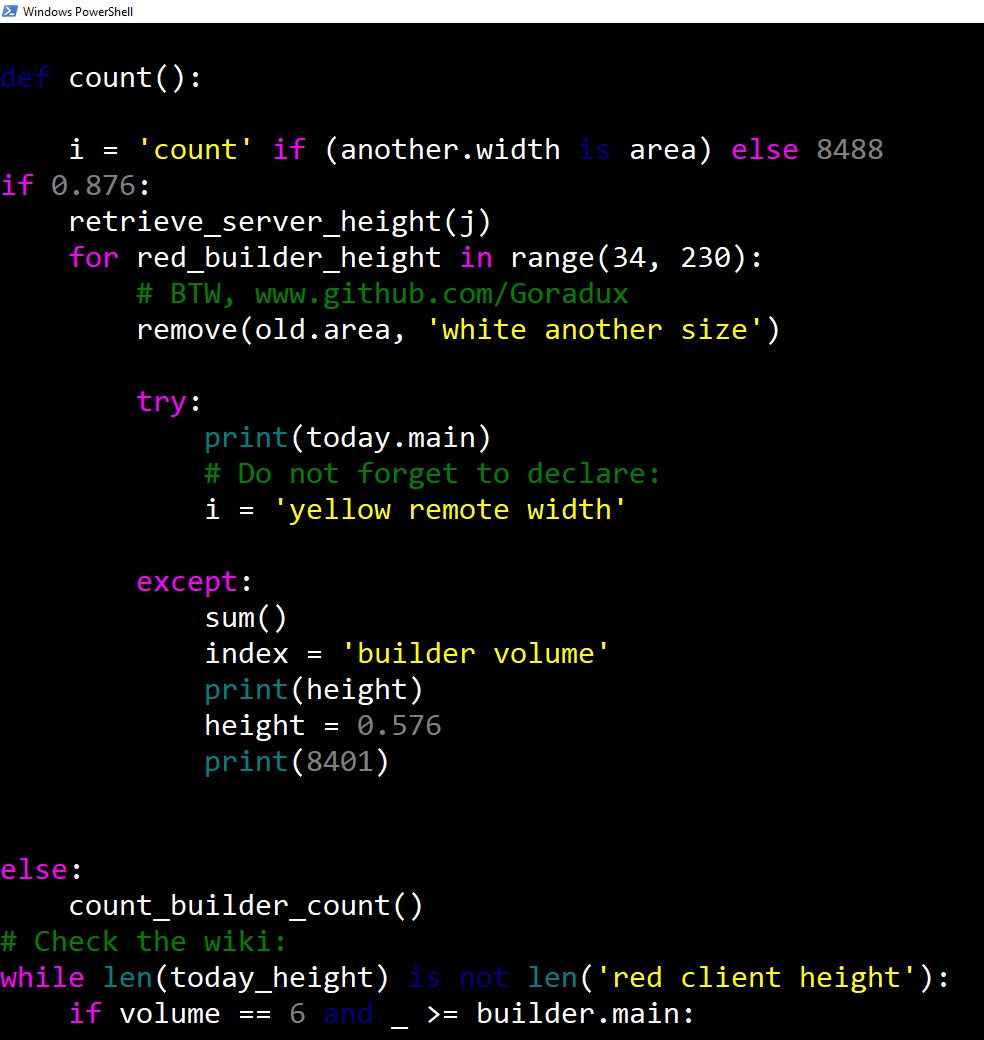 Windows PowerShell
def count():
    i = 'count' if (another.width is area) else 8488
if 0.876:
    retrieve_server_height(j)
    for red_builder_height in range(34, 230):
        # BTW, www.github.com/Goradux
        remove(old.area, 'white another size')
        try:
            print(today.main)
            # Do not forget to declare:
            i = 'yellow remote width'
        except:
            sum()
            index = 'builder volume'
            print(height)
            height = 0.576
            print(8401)
else:
    count_builder_count()
# Check the wiki:
while len(today_height) is not len('red client height'):
    if volume == 6 and _ >= builder.main: